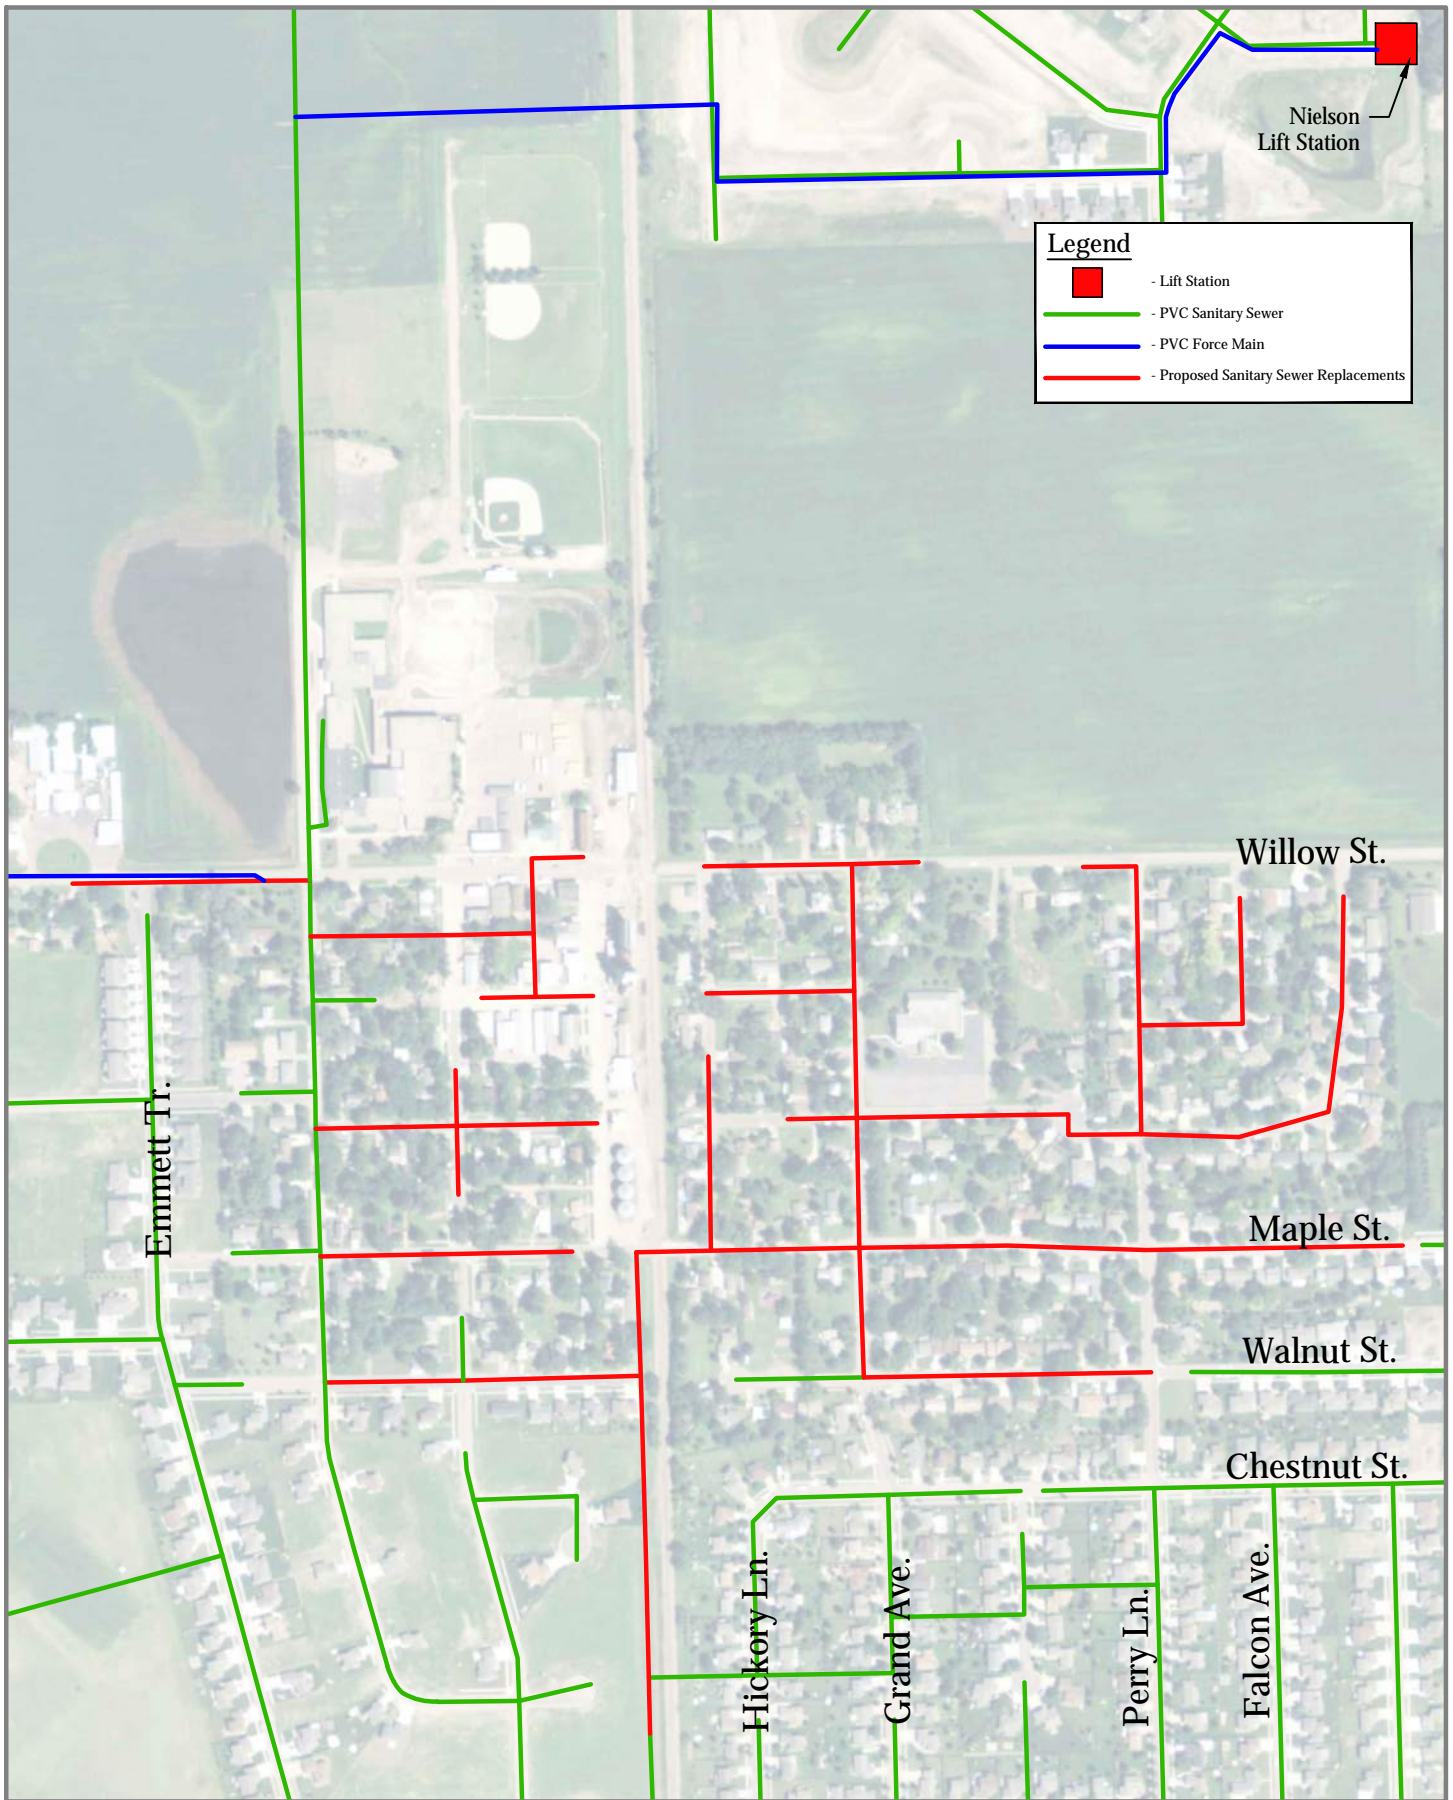 Nielson
Lift Station
Legend
- Lift Station
- PVC Sanitary Sewer
- PVC Force Main
- Proposed Sanitary Sewer Replacements
Willow St.
Emmett Tr.
Maple St.
Walnut St.
Chestnut St.
Hickory Ln.
Grand Ave.
Perry Ln.
Falcon Ave.